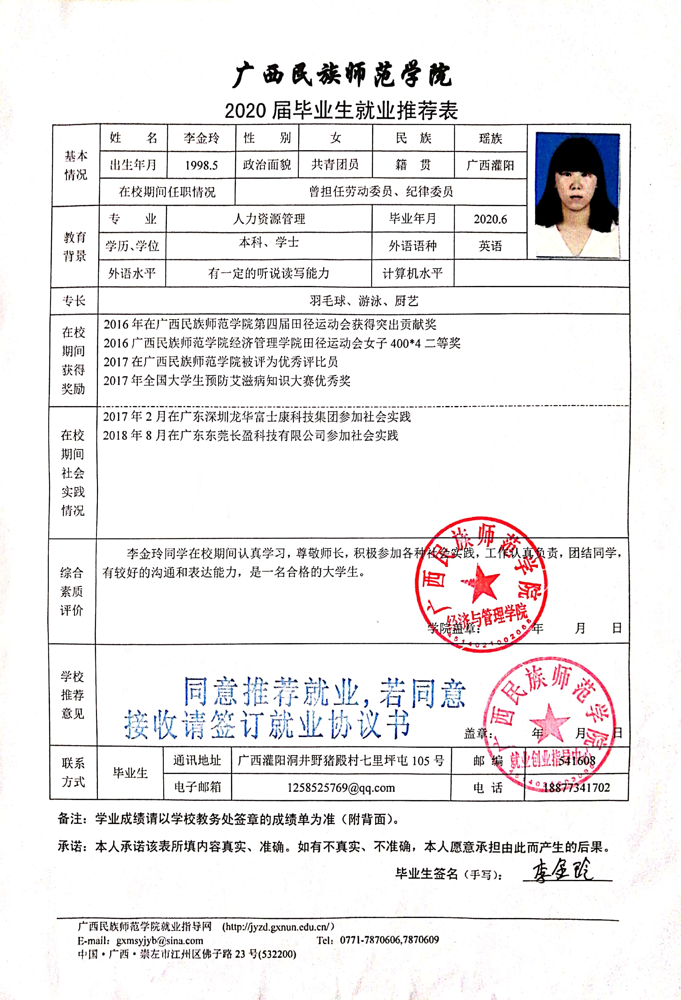 广西民族师范学院
2020 届毕业生就业推荐表
基本情况
姓 名 李金玲 性 别 女 民 族 瑶族
出生年月 1998.5 政治面貌 共青团员 籍 贯 广西灌阳
在校期间任职情况 曾担任劳动委员、纪律委员
教育背景
专 业 人力资源管理 毕业年月 2020.6
学历、学位 本科、学士 外语语种 英语
外语水平 有一定的听说读写能力 计算机水平
专长 羽毛球、游泳、厨艺
在校期间获得奖励
2016 年在广西民族师范学院第四届田径运动会获得突出贡献奖
2016 广西民族师范学院经济管理学院田径运动会女子 400*4 二等奖
2017 在广西民族师范学院被评为优秀评比员
2017 年全国大学生预防艾滋病知识大赛优秀奖
在校期间社会实践情况
2017 年 2 月在广东深圳龙华富士康科技集团参加社会实践
2018 年 8 月在广东东莞长盈科技有限公司参加社会实践
综合素质评价
李金玲同学在校期间认真学习，尊敬师长，积极参加各种社会实践，工作认真负责，团结同学，
有较好的沟通和表达能力，是一名合格的大学生。
学院盖章： 年 月 日
广西民族师范学院
经济与管理学院
4514021002068
学校推荐意见
同意推荐就业，若同意
接收请签订就业协议书
盖章： 年 月 日
广西民族师范学院
就业创业指导中心
联系方式
毕业生
通讯地址 广西灌阳洞井野猪殿村七里坪屯 105 号 邮 编 541608
电子邮箱 1258525769@qq.com 电 话 18877341702
备注：学业成绩请以学校教务处签章的成绩单为准（附背面）。
承诺：本人承诺该表所填内容真实、准确。如有不真实、不准确，本人愿意承担由此而产生的后果。
毕业生签名（手写）： 李金玲
广西民族师范学院就业指导网 （http://jyzd.gxnun.edu.cn/）
E-mail：gxmsyjyb@sina.com Tel：0771-7870606,7870609
中国·广西·崇左市江州区佛子路 23 号(532200)